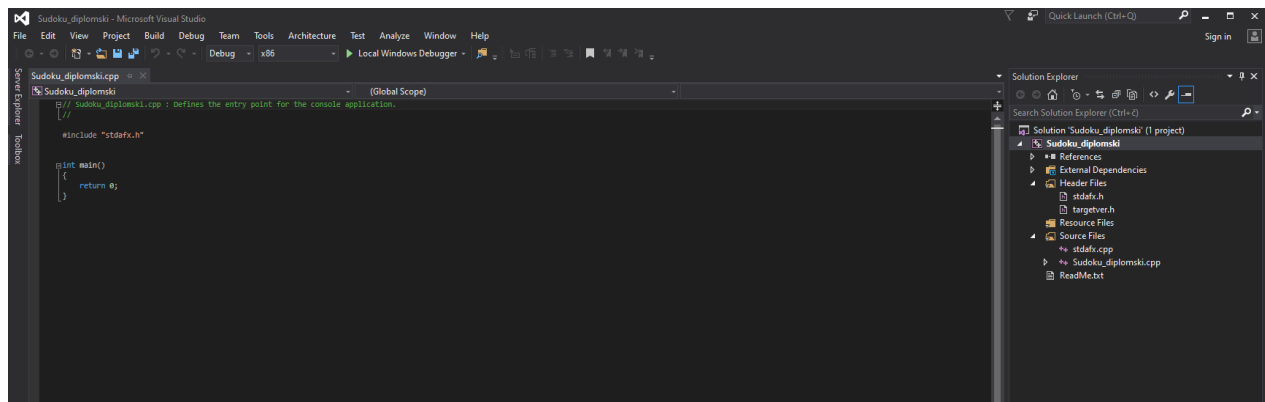 Sudoku_diplomski - Microsoft Visual Studio
Quick Launch (Ctrl+Q)
File Edit View Project Build Debug Team Tools Architecture Test Analyze Window Help
Sign in
Debug x86 Local Windows Debugger
Server Explorer
Toolbox
Sudoku_diplomski.cpp
Sudoku_diplomski (Global Scope)
// Sudoku_diplomski.cpp : Defines the entry point for the console application.
//
#include "stdafx.h"
int main()
{
return 0;
}
Solution Explorer
Search Solution Explorer (Ctrl+č)
Solution 'Sudoku_diplomski' (1 project)
Sudoku_diplomski
References
External Dependencies
Header Files
stdafx.h
targetver.h
Resource Files
Source Files
stdafx.cpp
Sudoku_diplomski.cpp
ReadMe.txt